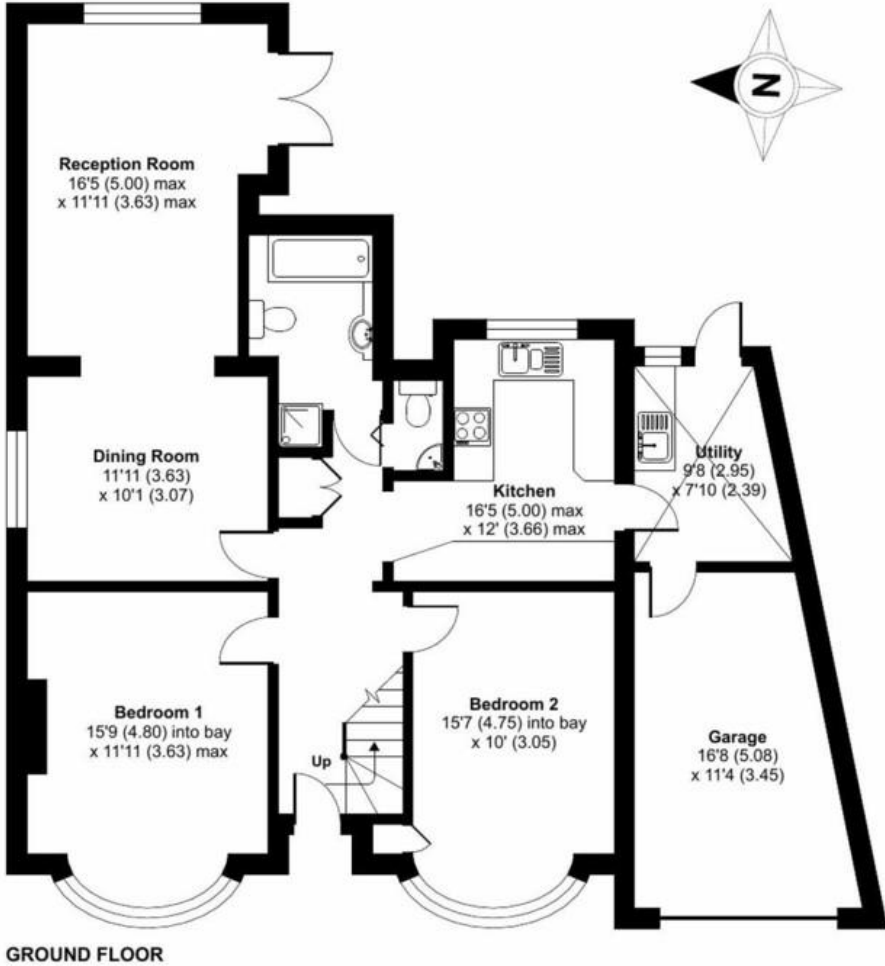 N
Reception Room
16'5 (5.00) max
x 11'11 (3.63) max
Dining Room
11'11 (3.63)
x 10'1 (3.07)
Kitchen
16'5 (5.00) max
x 12' (3.66) max
Utility
9'8 (2.95)
x 7'10 (2.39)
Bedroom 1
15'9 (4.80) into bay
x 11'11 (3.63) max
Up
Bedroom 2
15'7 (4.75) into bay
x 10' (3.05)
Garage
16'8 (5.08)
x 11'4 (3.45)
GROUND FLOOR